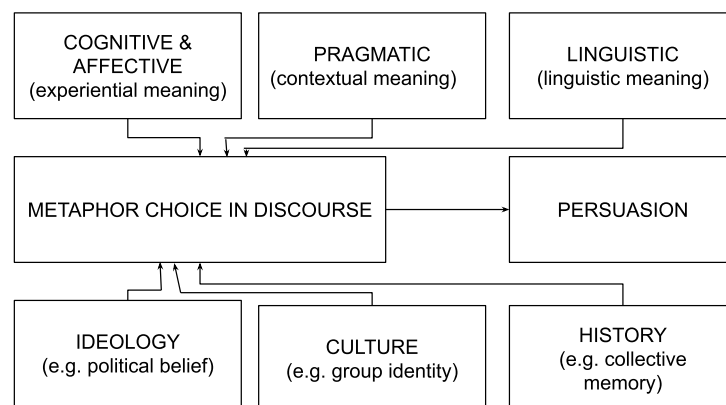 COGNITIVE &
AFFECTIVE
(experiential meaning)
PRAGMATIC
(contextual meaning)
LINGUISTIC
(linguistic meaning)
METAPHOR CHOICE IN DISCOURSE
PERSUASION
IDEOLOGY
(e.g. political belief)
CULTURE
(e.g. group identity)
HISTORY
(e.g. collective
memory)